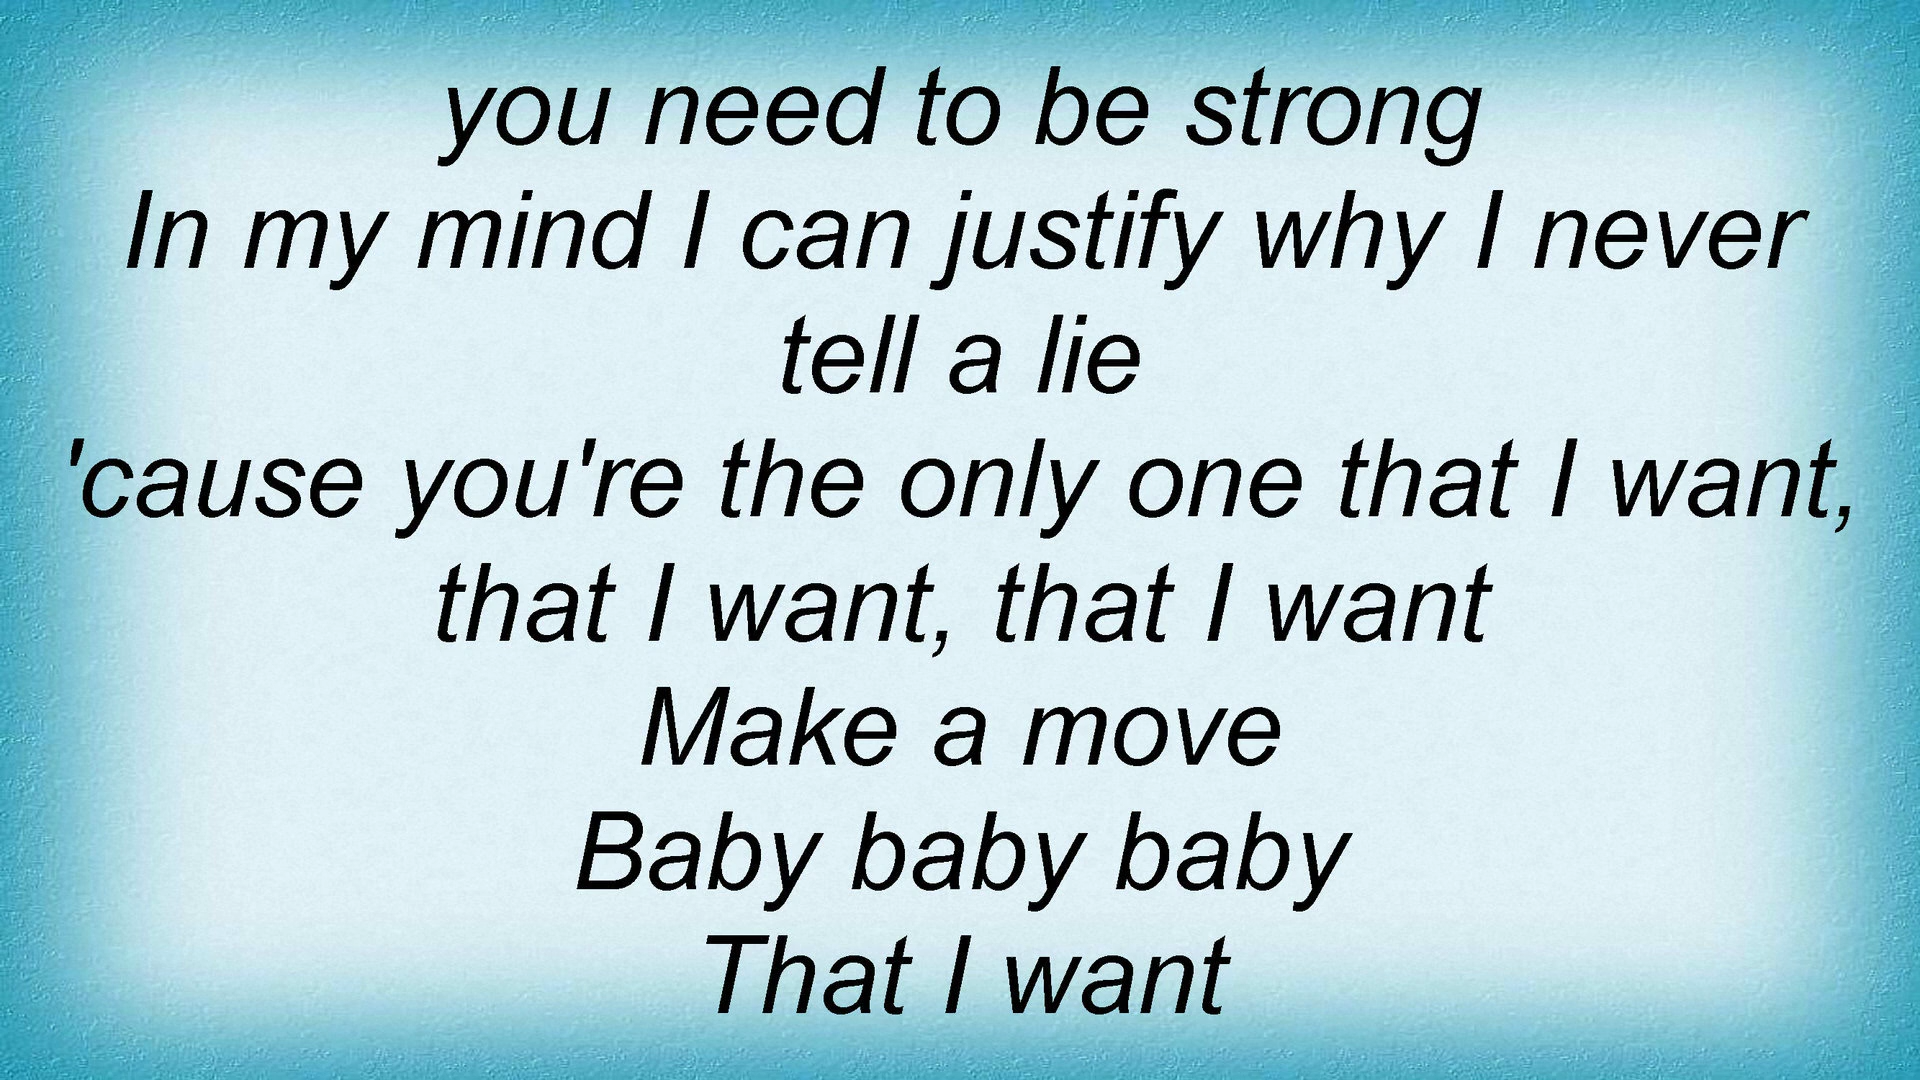 you need to be strong
In my mind I can justify why I never
tell a lie
'cause you're the only one that I want,
that I want, that I want
Make a move
Baby baby baby
That I want